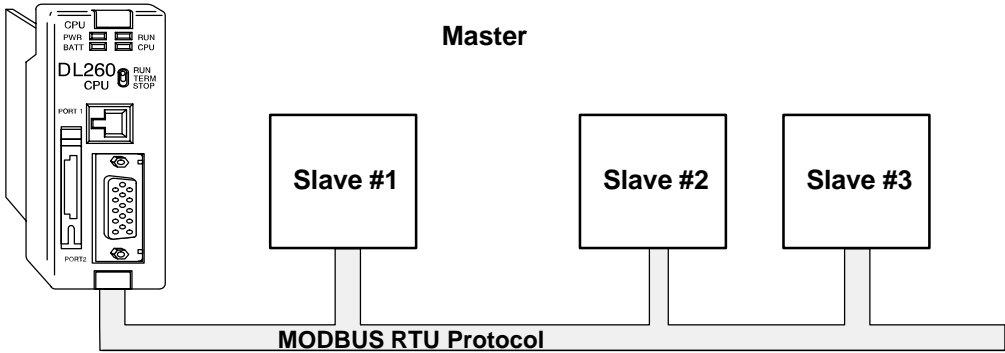 Master
CPU
PWR RUN
BATT CPU
DL260
CPU
RUN
TERM
STOP
PORT 1
PORT2
Slave #1
Slave #2
Slave #3
MODBUS RTU Protocol